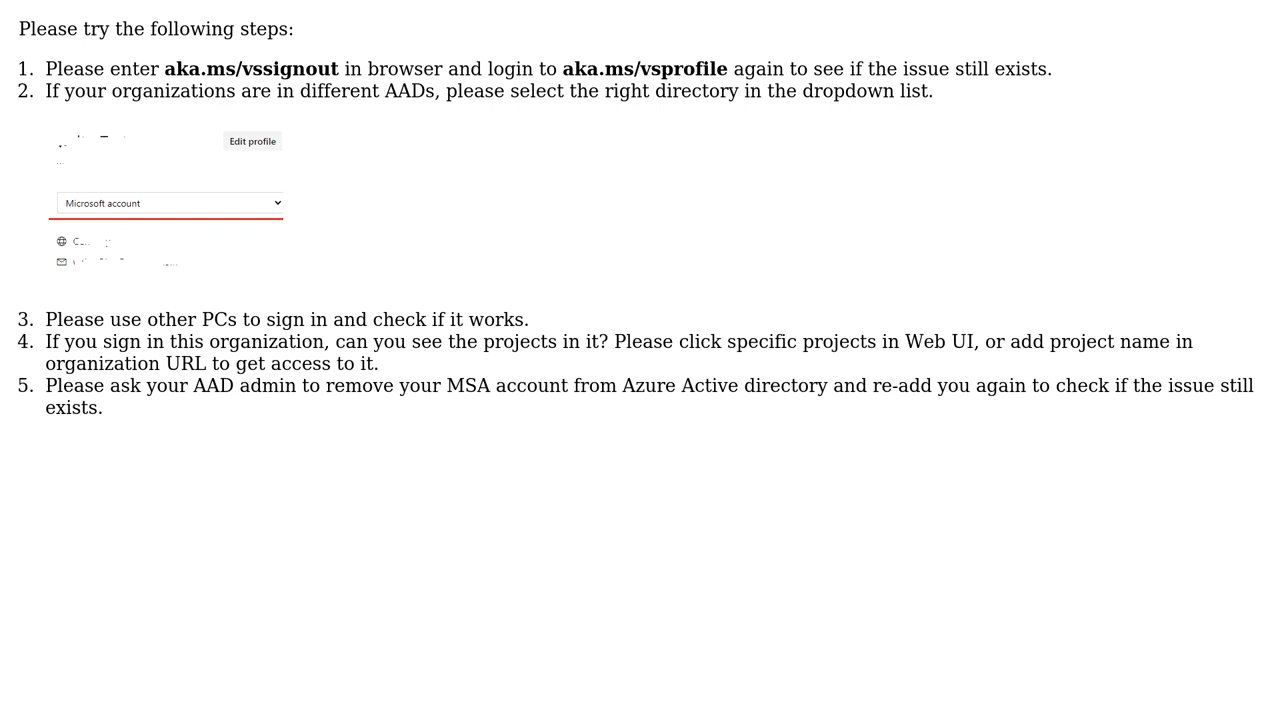 Please try the following steps:
1. Please enter aka.ms/vssignout in browser and login to aka.ms/vsprofile again to see if the issue still exists.
2. If your organizations are in different AADs, please select the right directory in the dropdown list.
Edit profile
Microsoft account
3. Please use other PCs to sign in and check if it works.
4. If you sign in this organization, can you see the projects in it? Please click specific projects in Web UI, or add project name in
organization URL to get access to it.
5. Please ask your AAD admin to remove your MSA account from Azure Active directory and re-add you again to check if the issue still
exists.